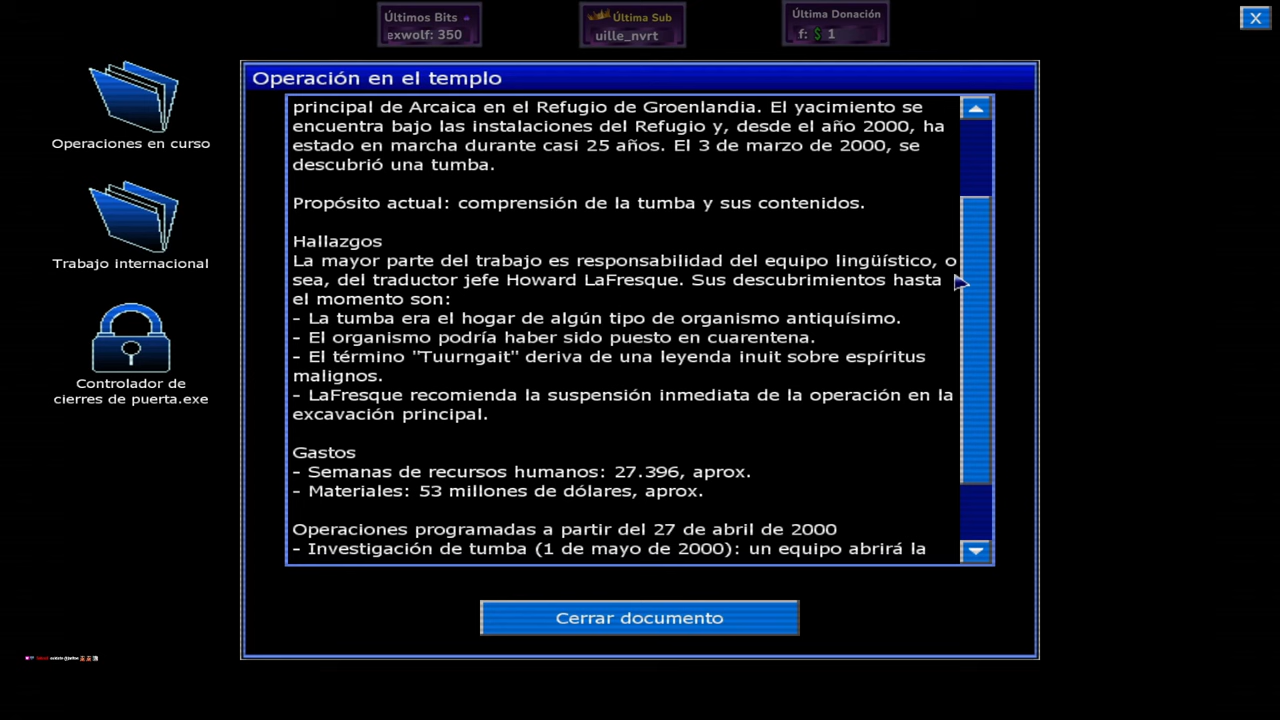 Últimos Bits
exwolf: 350
Última Sub
uille_nvrt
Última Donación
f: $ 1
X
Operaciones en curso
Trabajo internacional
Controlador de
cierres de puerta.exe
Operación en el templo
principal de Arcaica en el Refugio de Groenlandia. El yacimiento se
encuentra bajo las instalaciones del Refugio y, desde el año 2000, ha
estado en marcha durante casi 25 años. El 3 de marzo de 2000, se
descubrió una tumba.
Propósito actual: comprensión de la tumba y sus contenidos.
Hallazgos
La mayor parte del trabajo es responsabilidad del equipo lingüístico, o
sea, del traductor jefe Howard LaFresque. Sus descubrimientos hasta
el momento son:
- La tumba era el hogar de algún tipo de organismo antiquísimo.
- El organismo podría haber sido puesto en cuarentena.
- El término "Tuurngait" deriva de una leyenda inuit sobre espíritus
malignos.
- LaFresque recomienda la suspensión inmediata de la operación en la
excavación principal.
Gastos
- Semanas de recursos humanos: 27.396, aprox.
- Materiales: 53 millones de dólares, aprox.
Operaciones programadas a partir del 27 de abril de 2000
- Investigación de tumba (1 de mayo de 2000): un equipo abrirá la
Cerrar documento